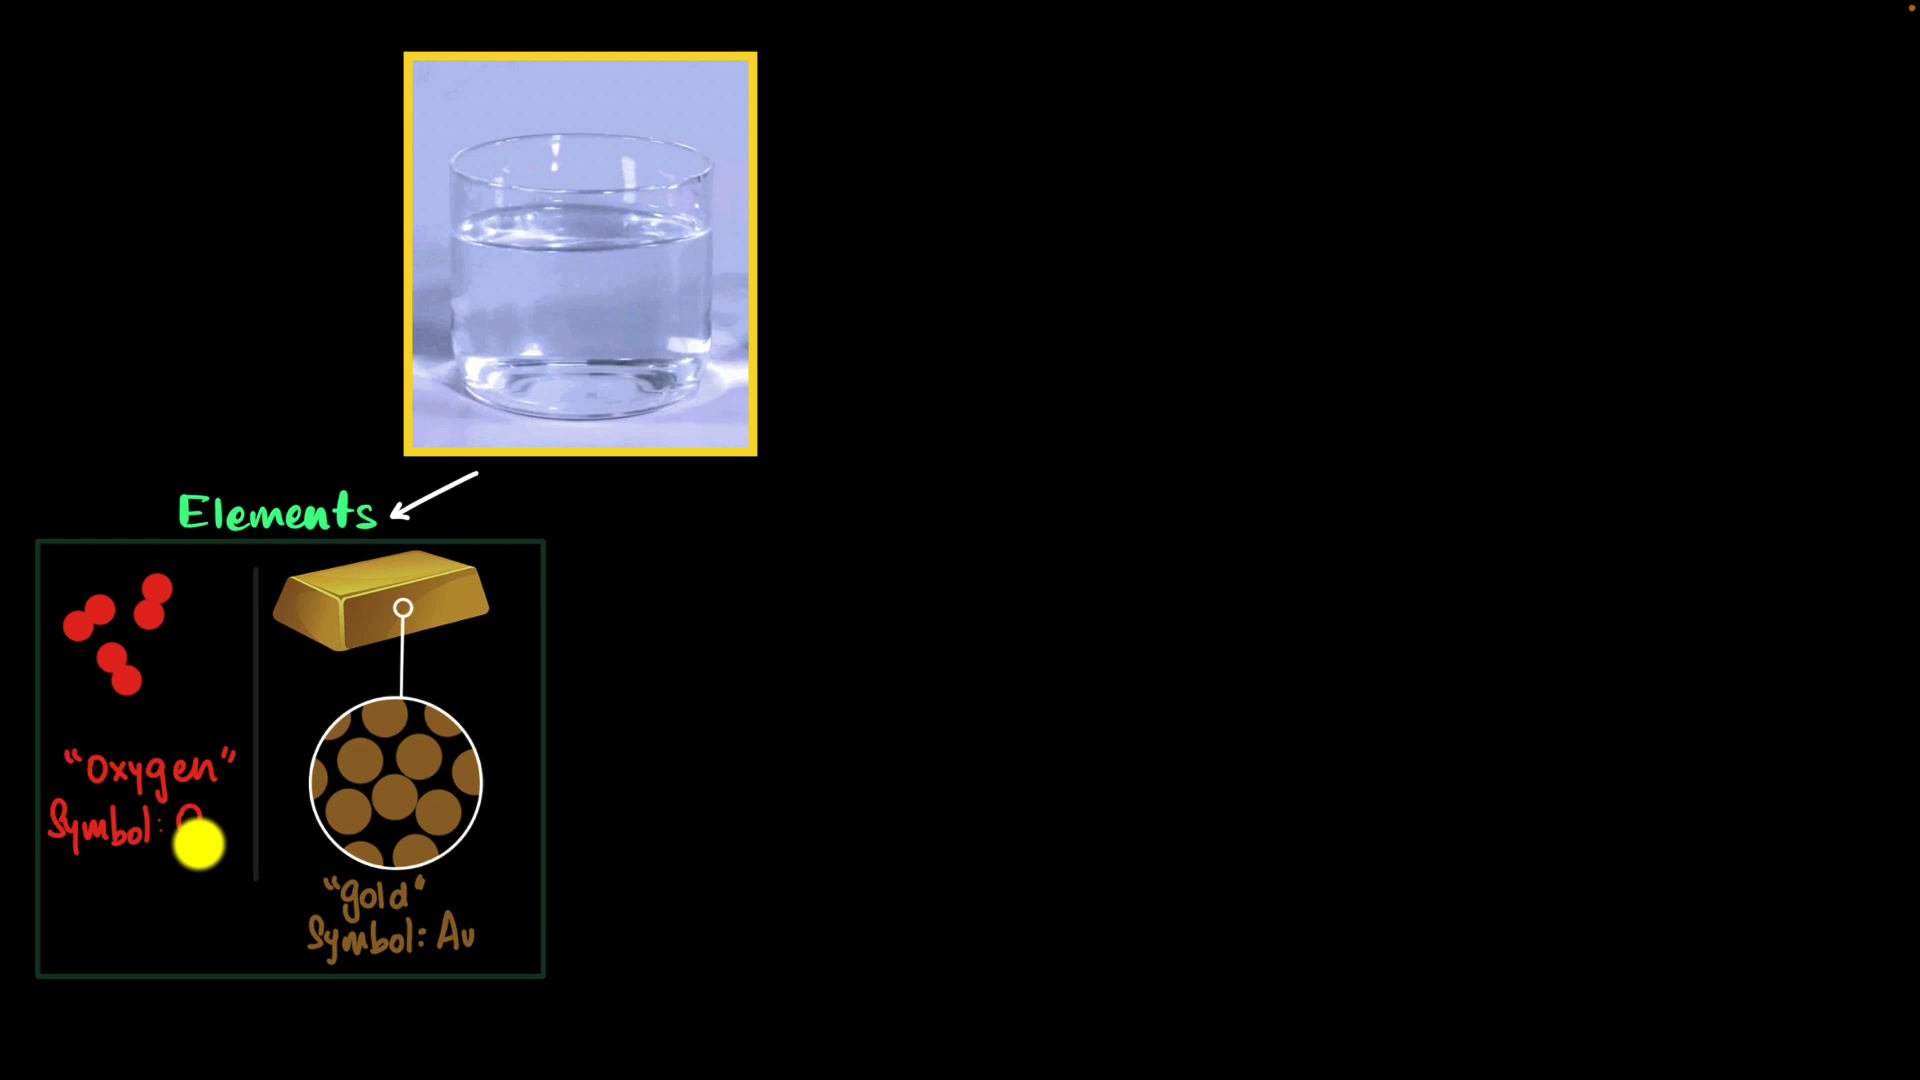 Elements
"Oxygen"
Symbol: O
"gold"
Symbol: Au